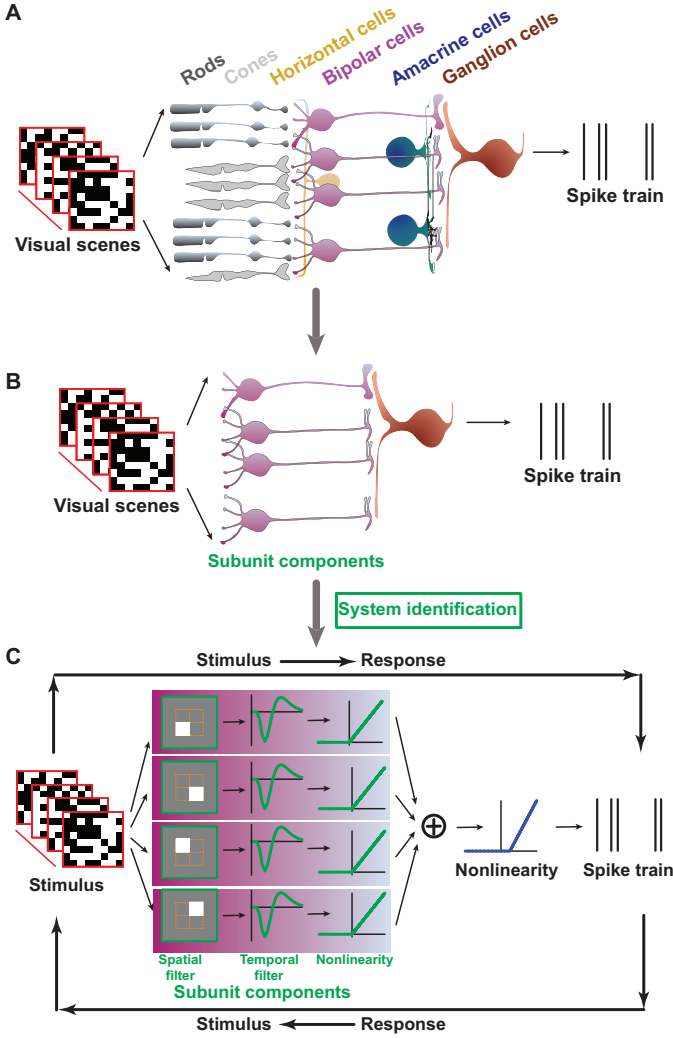 A
Rods
Cones
Horizontal cells
Bipolar cells
Amacrine cells
Ganglion cells
Visual scenes
Spike train
B
Visual scenes
Spike train
Subunit components
System identification
C
Stimulus Response
Stimulus
Nonlinearity
Spike train
Spatial filter
Temporal filter
Nonlinearity
Subunit components
Stimulus Response